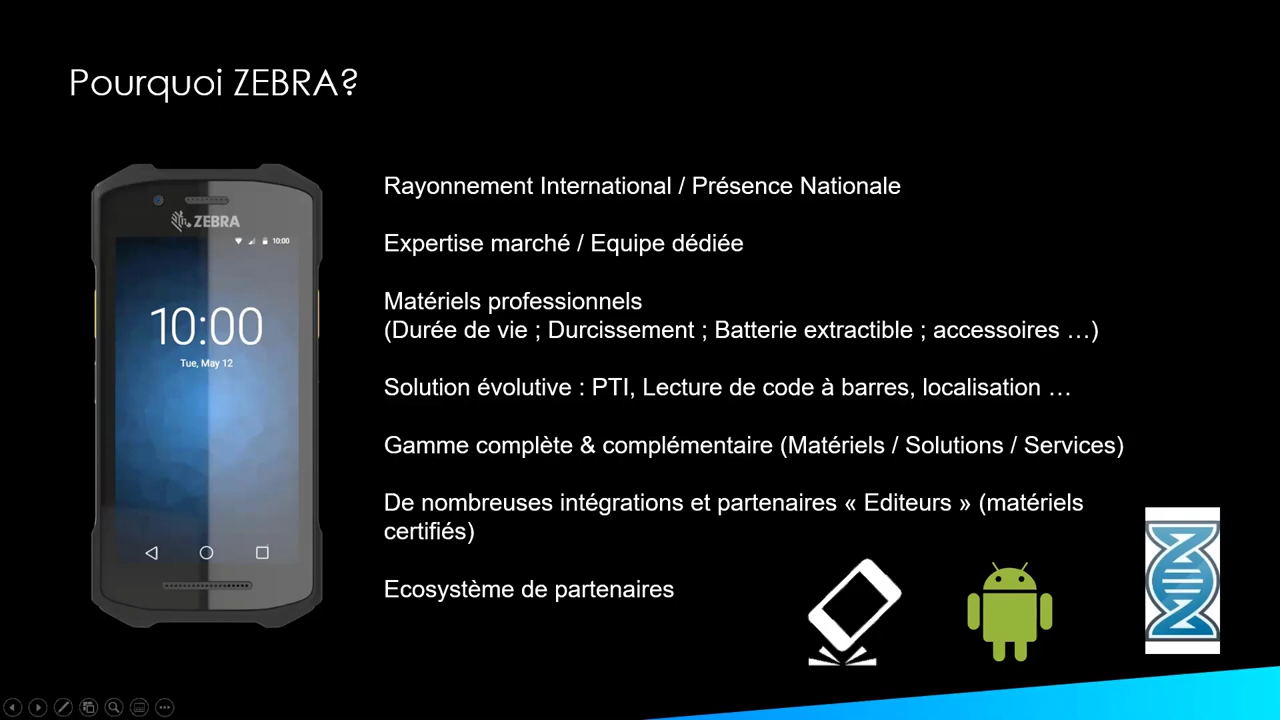 Pourquoi ZEBRA?
ZEBRA
10:00
10:00
Tue, May 12
Rayonnement International / Présence Nationale
Expertise marché / Equipe dédiée
Matériels professionnels
(Durée de vie ; Durcissement ; Batterie extractible ; accessoires …)
Solution évolutive : PTI, Lecture de code à barres, localisation …
Gamme complète & complémentaire (Matériels / Solutions / Services)
De nombreuses intégrations et partenaires « Editeurs » (matériels
certifiés)
Ecosystème de partenaires